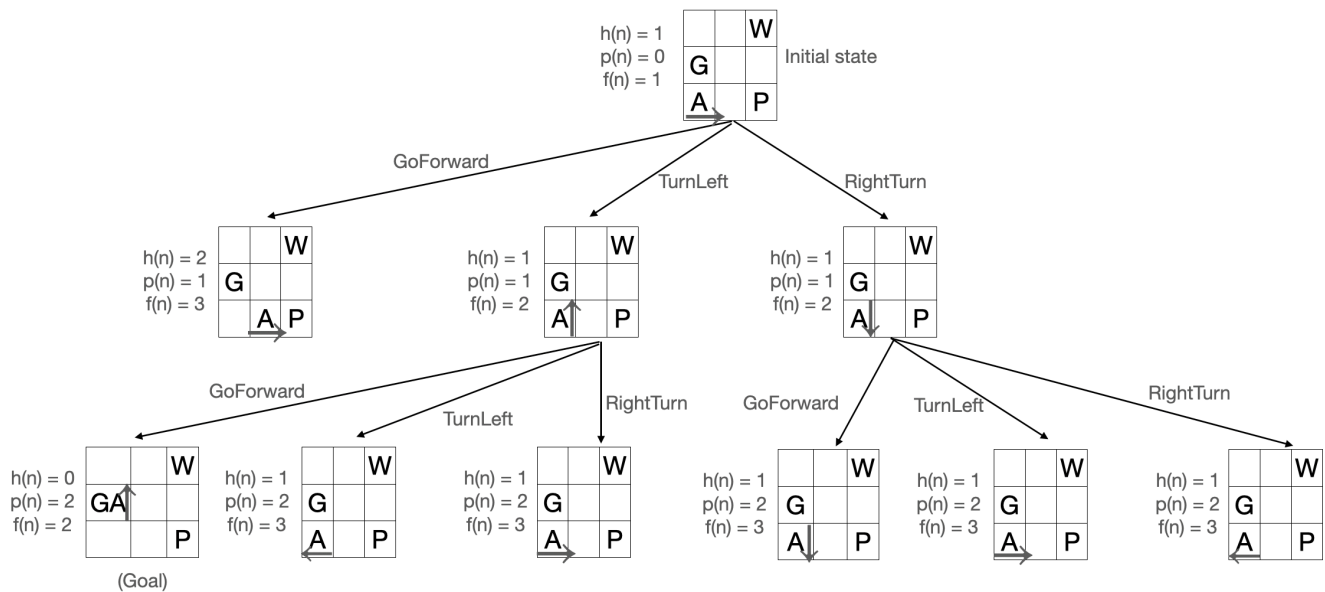 h(n) = 1
p(n) = 0
f(n) = 1
W
G
A P
Initial state
GoForward
TurnLeft
RightTurn
h(n) = 2
p(n) = 1
f(n) = 3
W
G
A P
h(n) = 1
p(n) = 1
f(n) = 2
W
G
A P
h(n) = 1
p(n) = 1
f(n) = 2
W
G
A P
GoForward
TurnLeft
RightTurn
GoForward
TurnLeft
RightTurn
h(n) = 0
p(n) = 2
f(n) = 2
W
GA
P
(Goal)
h(n) = 1
p(n) = 2
f(n) = 3
W
G
A P
h(n) = 1
p(n) = 2
f(n) = 3
W
G
A P
h(n) = 1
p(n) = 2
f(n) = 3
W
G
A P
h(n) = 1
p(n) = 2
f(n) = 3
W
G
A P
h(n) = 1
p(n) = 2
f(n) = 3
W
G
A P